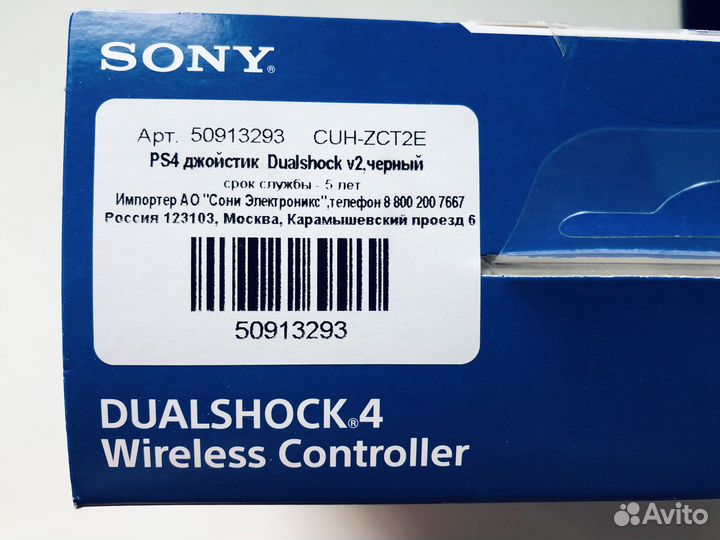 SONY®
Арт. 50913293 CUH-ZCT2E
PS4 джойстик Dualshock v2,черный
срок службы - 5 лет
Импортер АО "Сони Электроникс",телефон 8 800 200 7667
Россия 123103, Москва, Карамышевский проезд 6
50913293
DUALSHOCK®4
Wireless Controller
Avito